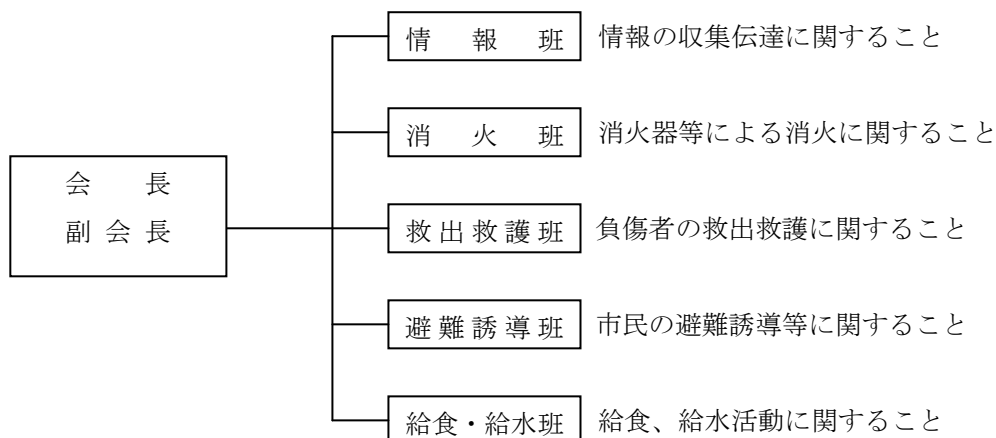 情報班 情報の収集伝達に関すること
消火班 消火器等による消火に関すること
会長
副会長
救出救護班 負傷者の救出救護に関すること
避難誘導班 市民の避難誘導等に関すること
給食・給水班 給食、給水活動に関すること